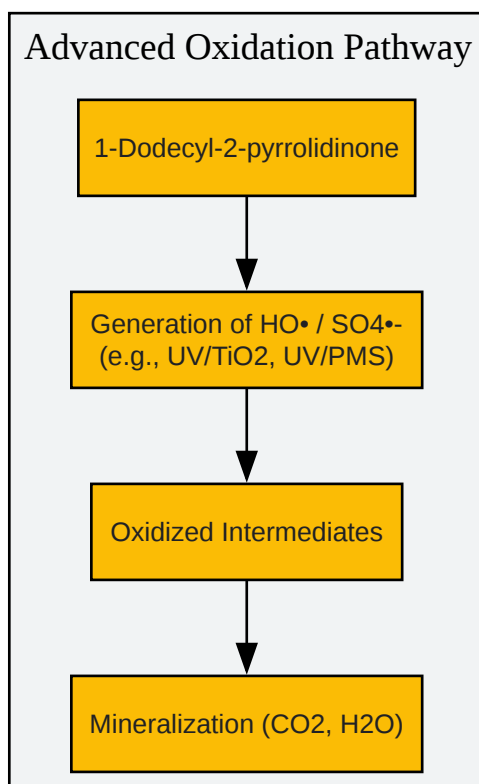 Advanced Oxidation Pathway
1-Dodecyl-2-pyrrolidinone
Generation of HO• / SO4•-
(e.g., UV/TiO2, UV/PMS)
Oxidized Intermediates
Mineralization (CO2, H2O)